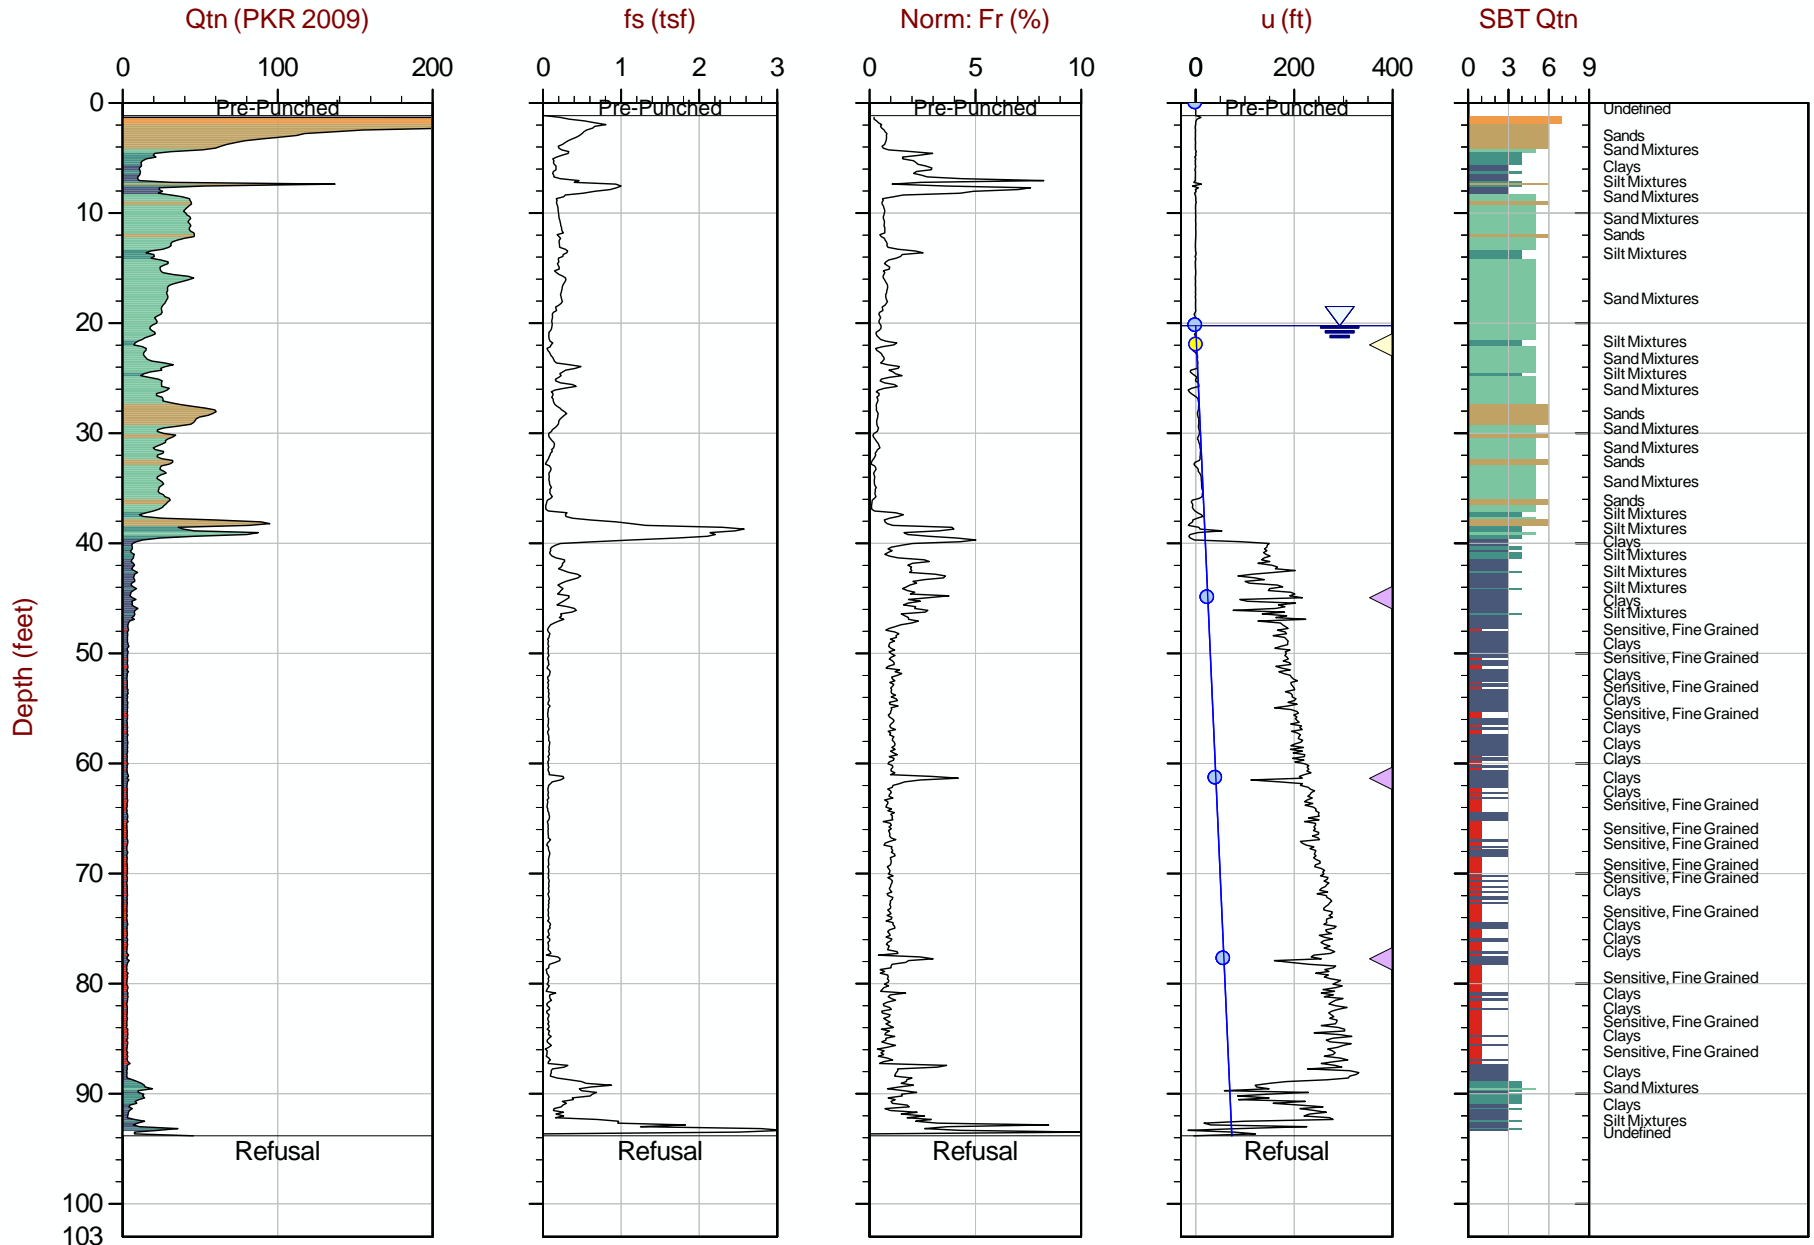 Qtn (PKR 2009) fs (tsf) Norm: Fr (%) u (ft) SBT Qtn
0 100 200 0 1 2 3 0 5 10 0 200 400 0 3 6 9
Pre-Punched Pre-Punched Pre-Punched Pre-Punched
Depth (feet)
0
10
20
30
40
50
60
70
80
90
100
103
Undefined
Sands
Sand Mixtures
Clays
Silt Mixtures
Sand Mixtures
Sand Mixtures
Sands
Silt Mixtures
Sand Mixtures
Silt Mixtures
Sand Mixtures
Silt Mixtures
Sand Mixtures
Sands
Sand Mixtures
Sand Mixtures
Sands
Sand Mixtures
Sands
Silt Mixtures
Silt Mixtures
Clays
Silt Mixtures
Silt Mixtures
Silt Mixtures
Clays
Silt Mixtures
Sensitive, Fine Grained
Clays
Sensitive, Fine Grained
Clays
Sensitive, Fine Grained
Clays
Sensitive, Fine Grained
Clays
Clays
Clays
Clays
Clays
Sensitive, Fine Grained
Sensitive, Fine Grained
Sensitive, Fine Grained
Sensitive, Fine Grained
Sensitive, Fine Grained
Clays
Sensitive, Fine Grained
Clays
Clays
Clays
Sensitive, Fine Grained
Clays
Clays
Sensitive, Fine Grained
Clays
Sensitive, Fine Grained
Clays
Sand Mixtures
Clays
Silt Mixtures
Undefined
Refusal Refusal Refusal Refusal